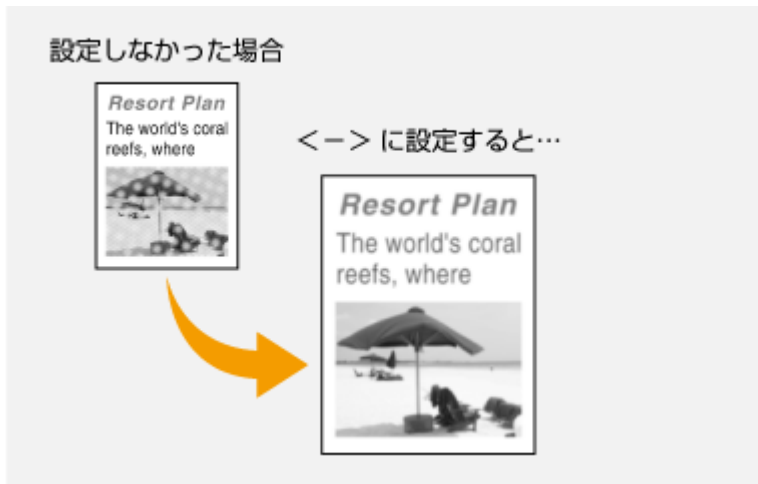 設定しなかった場合
Resort Plan
The world's coral
reefs, where
<－> に設定すると…
Resort Plan
The world's coral
reefs, where